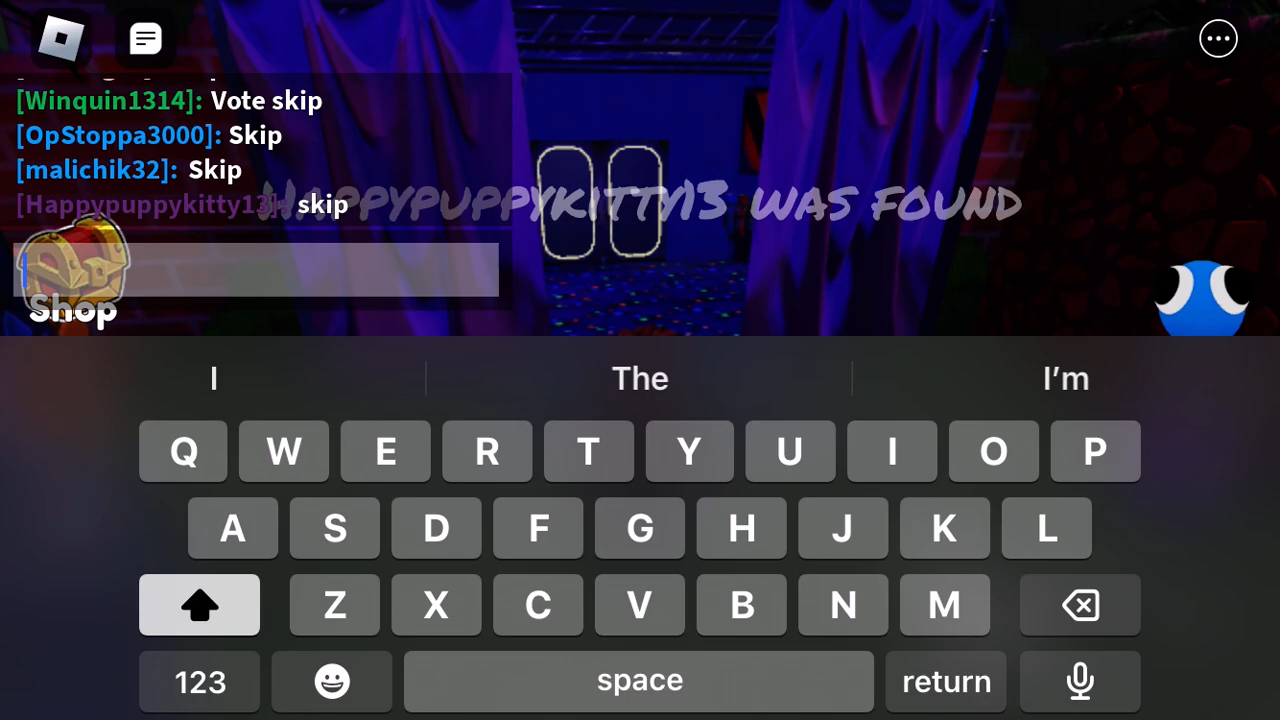 [Winquin1314]: Vote skip
[OpStoppa3000]: Skip
[malichik32]: Skip
[Happypuppykitty13]: skip
Happypuppykitty13 was found
Shop
I The I’m
Q W E R T Y U I O P
A S D F G H J K L
Z X C V B N M
123 space return